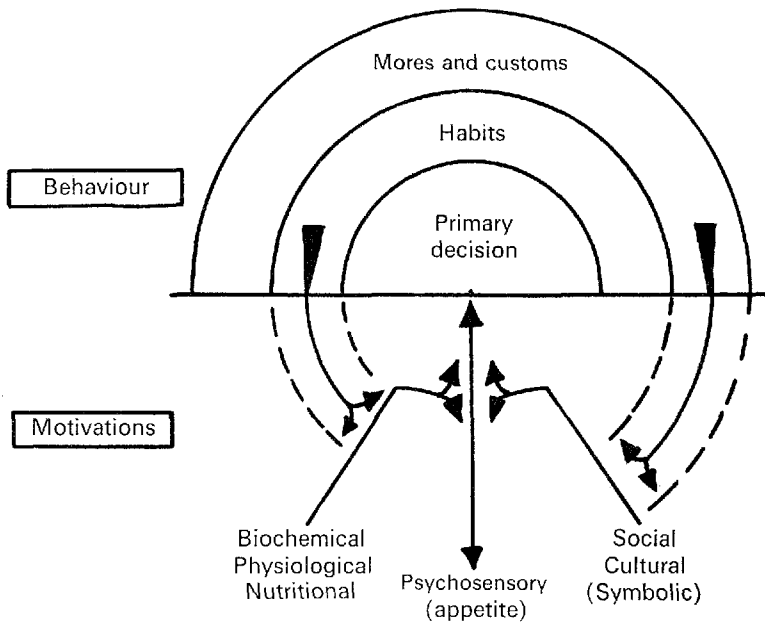 Mores and customs
Habits
Behaviour
Primary
decision
Motivations
Biochemical
Physiological
Nutritional
Psychosensory
(appetite)
Social
Cultural
(Symbolic)